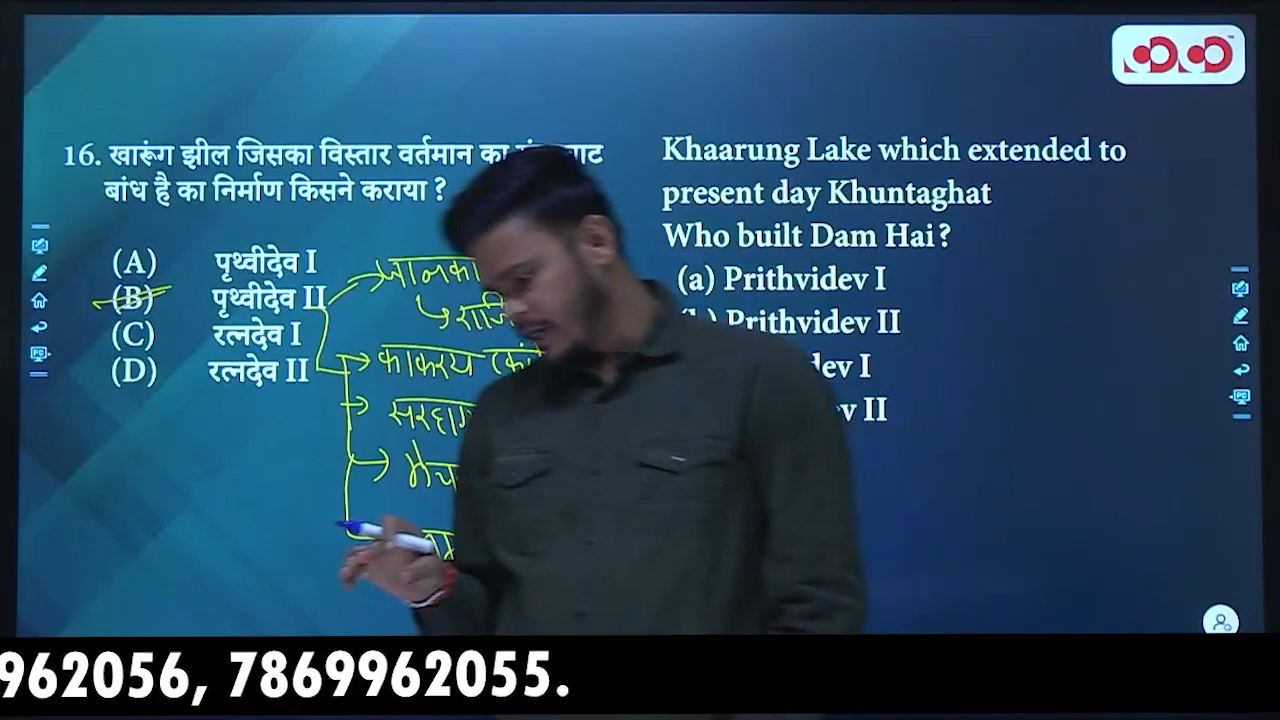 16. खारूंग झील जिसका विस्तार वर्तमान का
बांध है का निर्माण किसने कराया ?
(A) पृथ्वीदेव I
(B) पृथ्वीदेव II
(C) रत्नदेव I
(D) रत्नदेव II
काकरय
Khaarung Lake which extended to
present day Khuntaghat
Who built Dam Hai?
(a) Prithvidev I
Prithvidev II
I
II
962056, 7869962055.